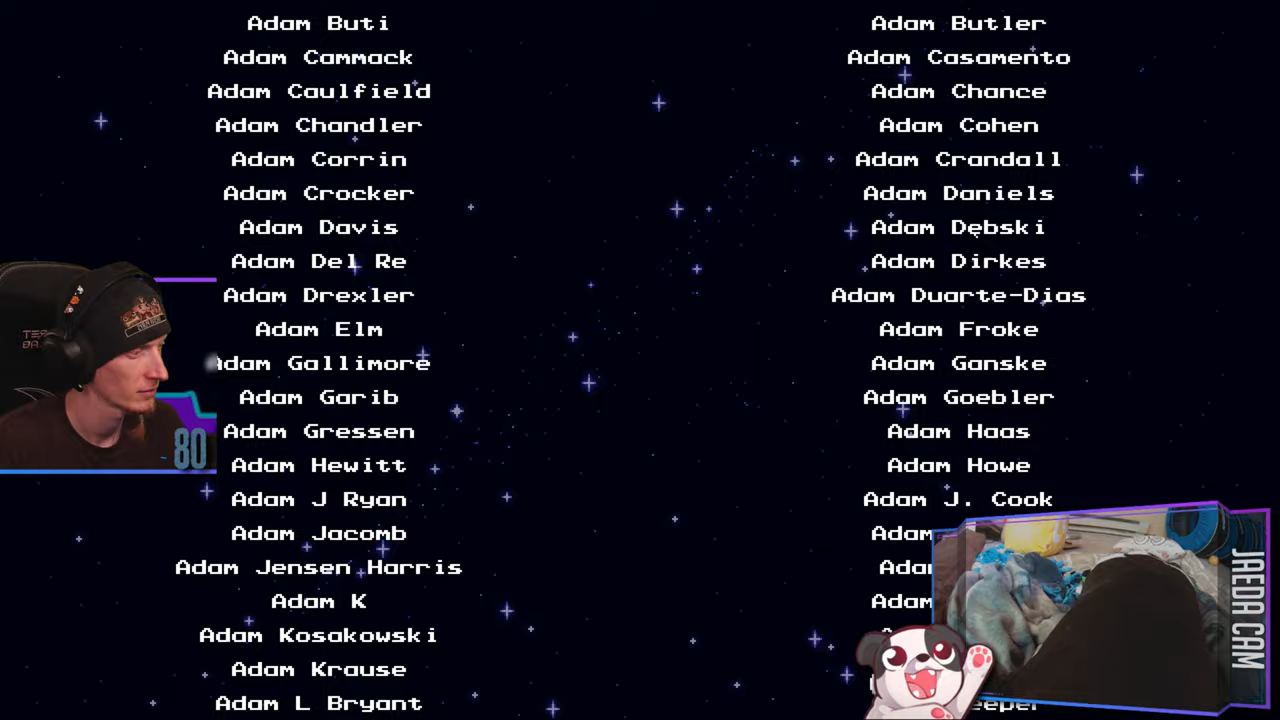 Adam Buti
Adam Butler
Adam Cammack
Adam Casamento
Adam Caulfield
Adam Chance
Adam Chandler
Adam Cohen
Adam Corrin
Adam Crandall
Adam Crocker
Adam Daniels
Adam Davis
Adam Dębski
Adam Del Re
Adam Dirkes
Adam Drexler
Adam Duarte-Dias
Adam Elm
Adam Froke
Adam Gallimore
Adam Ganske
Adam Garib
Adam Goebler
Adam Gressen
Adam Haas
Adam Hewitt
Adam Howe
Adam J Ryan
Adam J. Cook
Adam Jacomb
Adam
Adam Jensen Harris
Adam K
Adam
Adam Kosakowski
Adam Krause
Adam L Bryant
80
JAEDA CAM